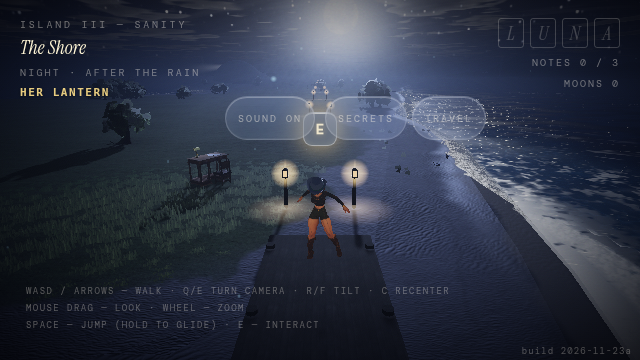 ISLAND III — SANITY
The Shore
NIGHT · AFTER THE RAIN
HER LANTERN
L U N A
NOTES 0 / 3
MOONS 0
SOUND ON
SECRETS
TRAVEL
E
WASD / ARROWS — WALK · Q/E TURN CAMERA · R/F TILT · C RECENTER
MOUSE DRAG — LOOK · WHEEL — ZOOM
SPACE — JUMP (HOLD TO GLIDE) · E — INTERACT
build 2026-11-23a